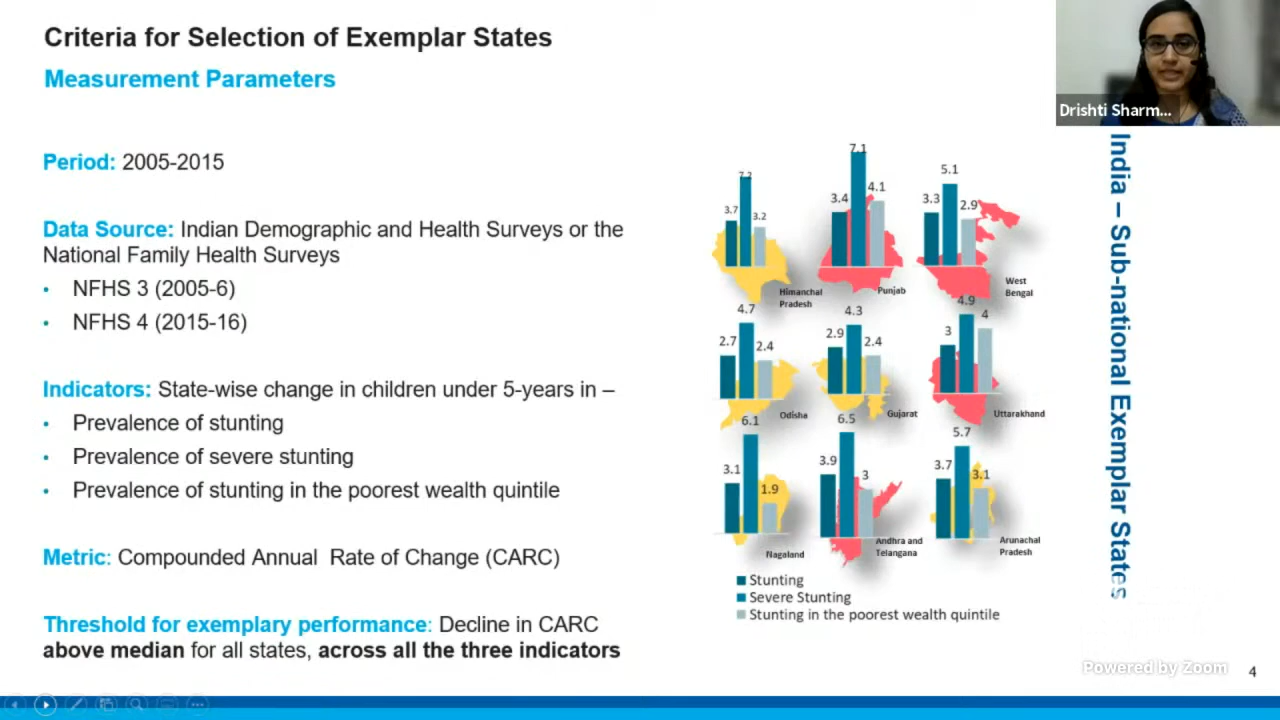 Criteria for Selection of Exemplar States
Measurement Parameters
Drishti Sharm...
Period: 2005-2015
Data Source: Indian Demographic and Health Surveys or the
National Family Health Surveys
• NFHS 3 (2005-6)
• NFHS 4 (2015-16)
Indicators: State-wise change in children under 5-years in –
• Prevalence of stunting
• Prevalence of severe stunting
• Prevalence of stunting in the poorest wealth quintile
Metric: Compounded Annual Rate of Change (CARC)
Threshold for exemplary performance: Decline in CARC
above median for all states, across all the three indicators
3.7 7.2 3.2
Himanchal
Pradesh
3.4 7.1 4.1
Punjab
3.3 5.1 2.9
West
Bengal
2.7 4.7 2.4
Odisha
2.9 4.3 2.4
Gujarat
3 4.9 4
Uttarakhand
3.1 6.1 1.9
Nagaland
3.9 6.5 3
Andhra and
Telangana
3.7 5.7 3.1
Arunachal
Pradesh
Stunting
Severe Stunting
Stunting in the poorest wealth quintile
India – Sub-national Exemplar States
Powered by Zoom
4